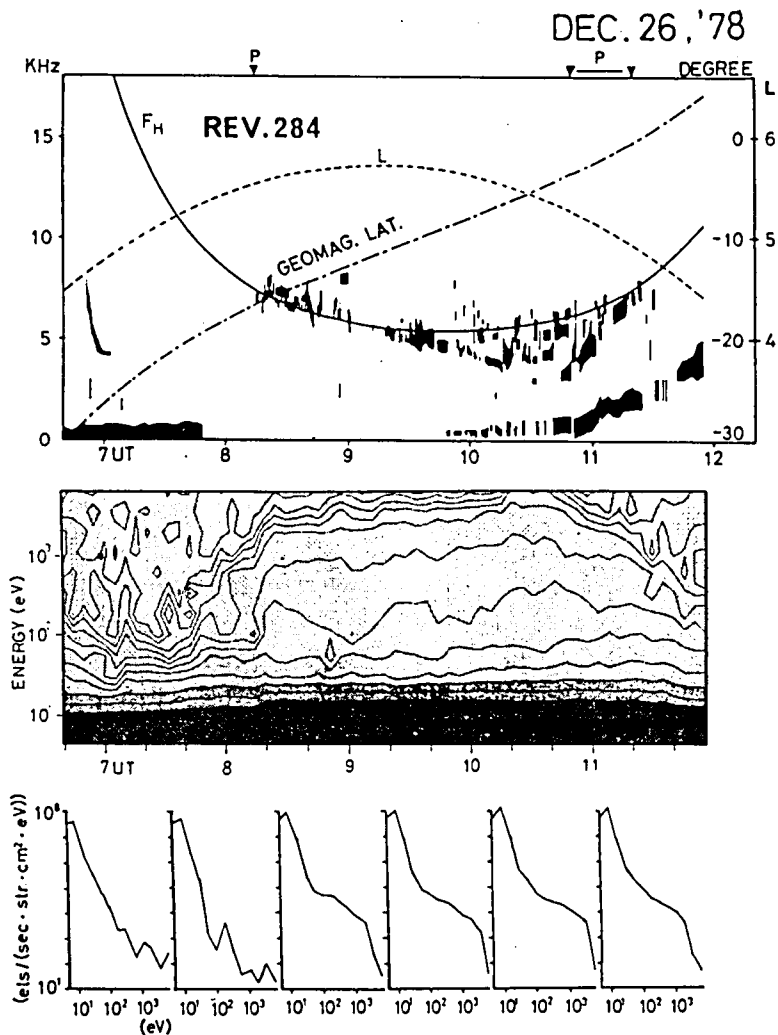 DEC. 26, '78
KHz P P DEGREE L
15 F_H REV. 284 0 6
L
10 GEOMAG. LAT. -10 5
5 -20 4
0 -30
7 UT 8 9 10 11 12
ENERGY (eV)
10³
10²
10¹
7 UT 8 9 10 11
(els/(sec·str·cm²·eV))
10⁸
10¹
10¹ 10² 10³ 10¹ 10² 10³ 10¹ 10² 10³ 10¹ 10² 10³ 10¹ 10² 10³ 10¹ 10² 10³
(eV)